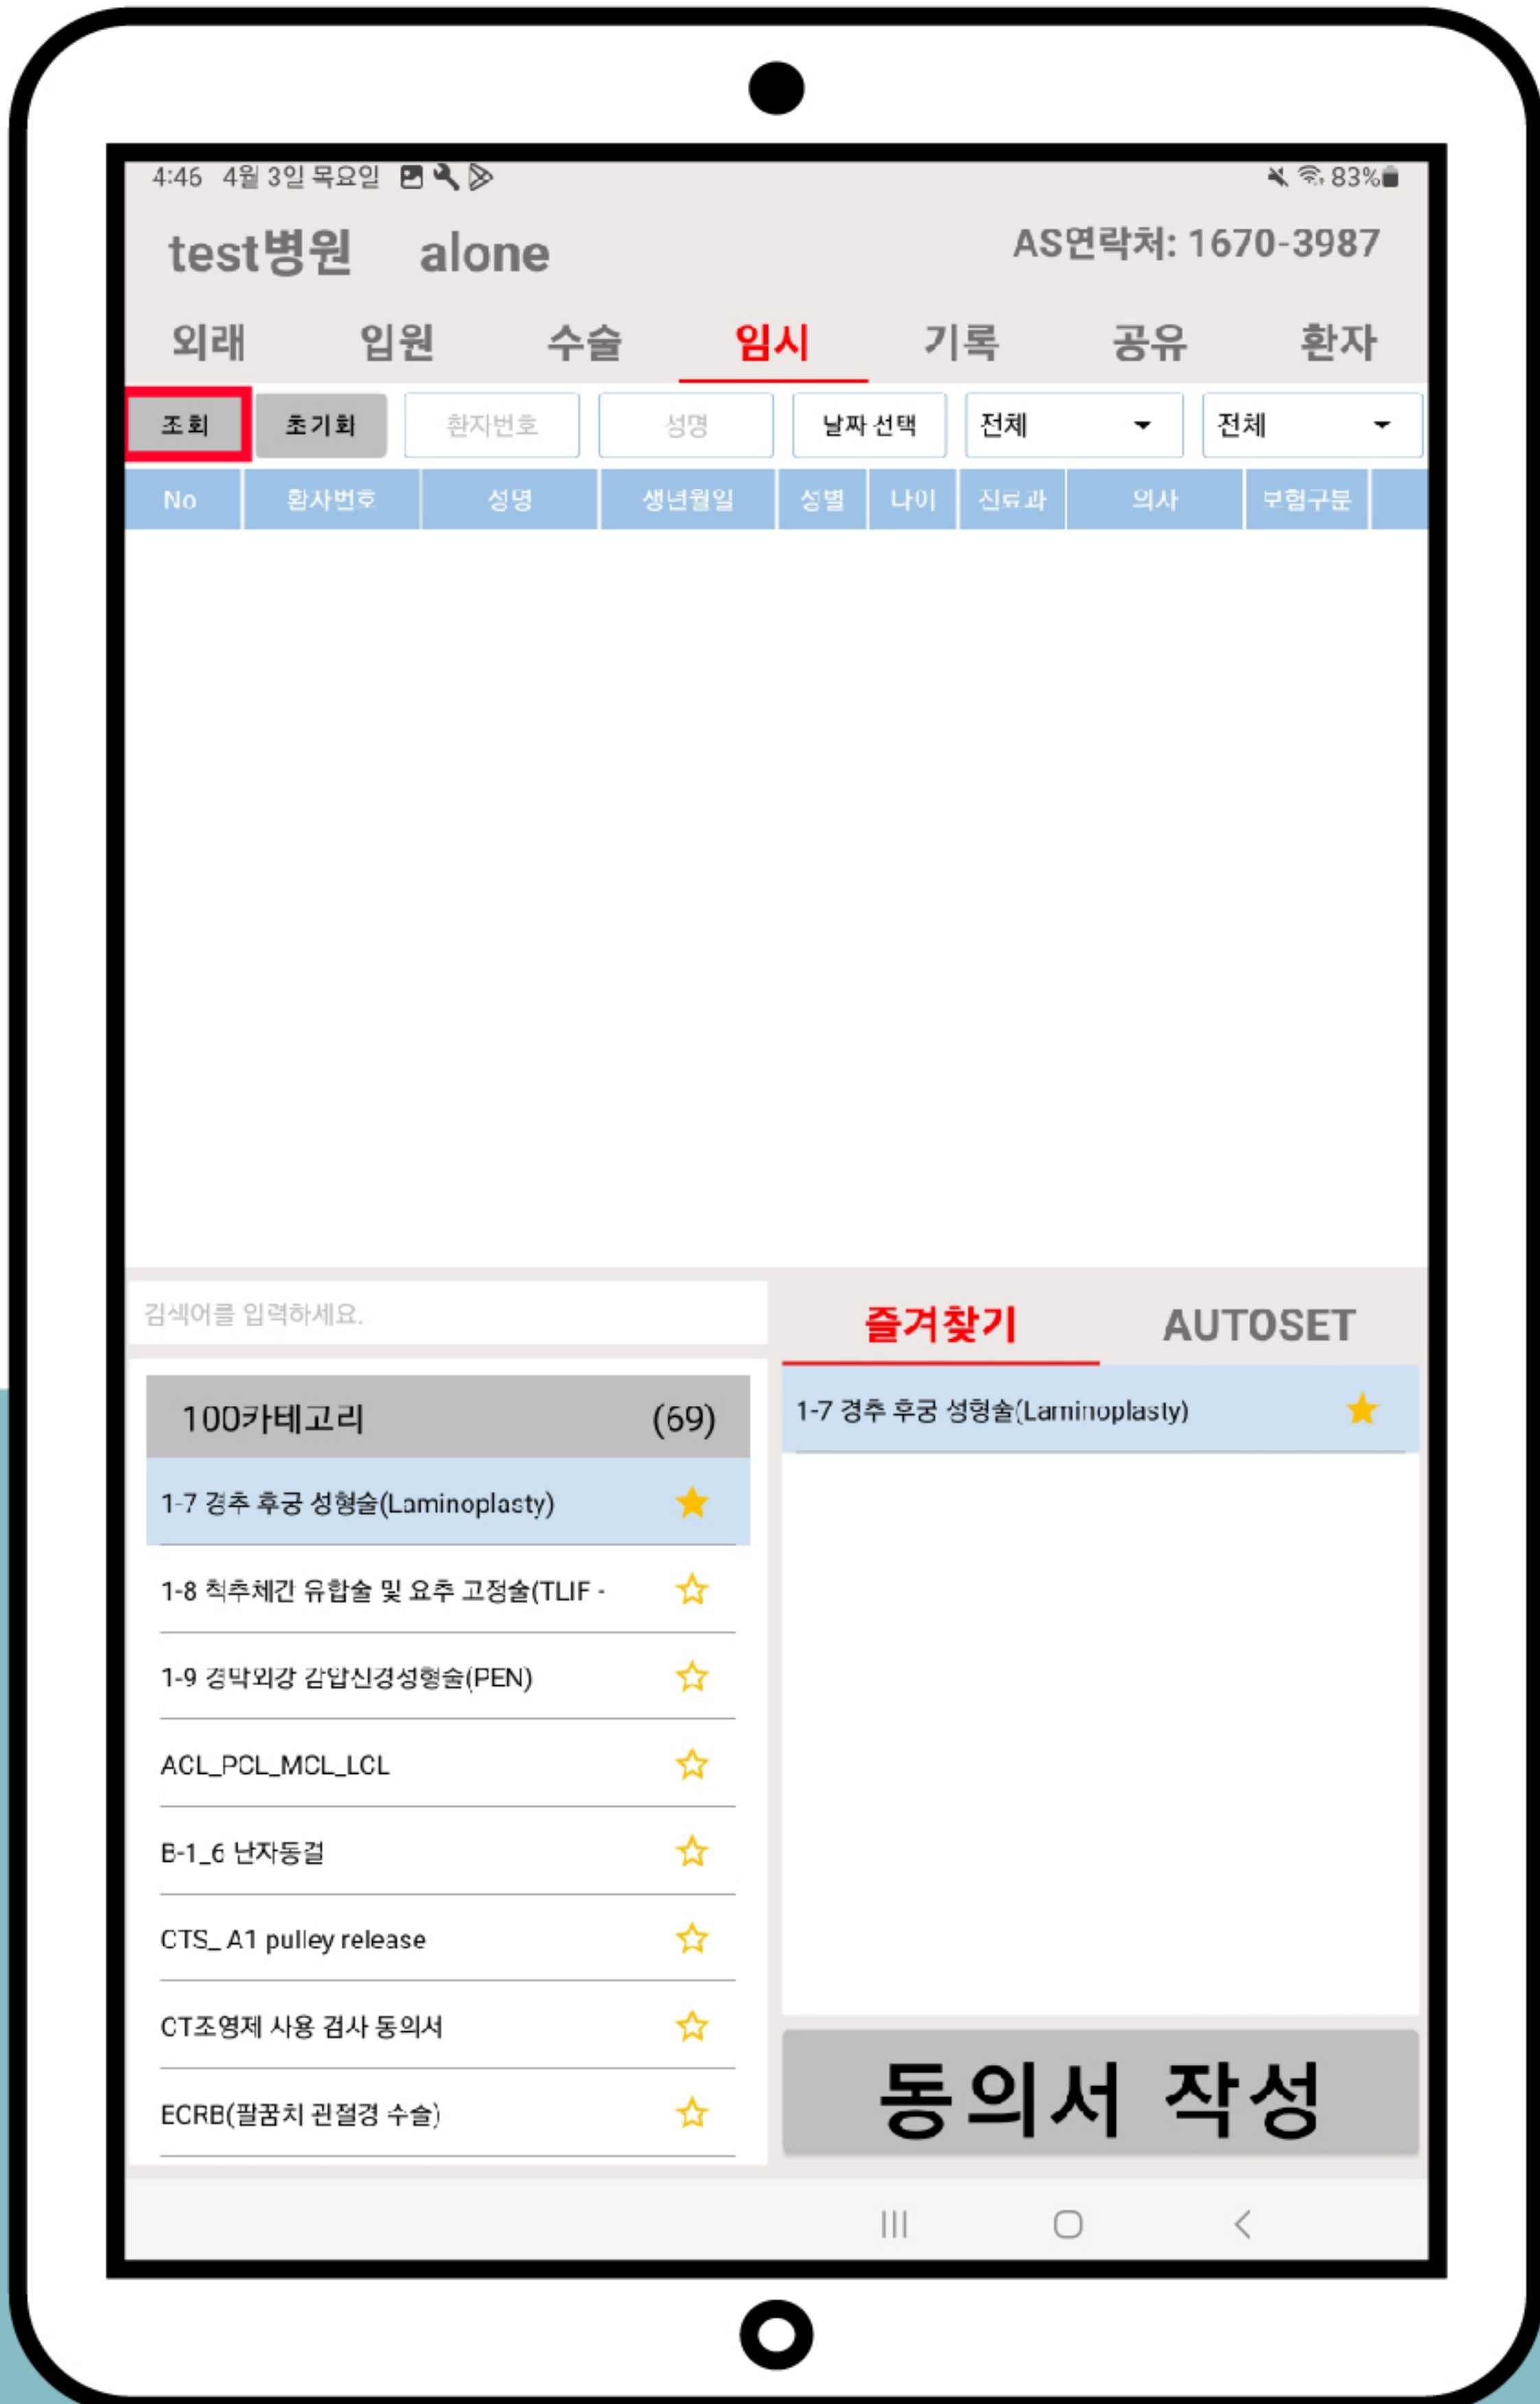 4:46 4월 3일 목요일
83%
test병원 alone
AS연락처: 1670-3987
외래 입원 수술 임시 기록 공유 환자
조회 초기화 환자번호 성명 날짜 선택 전체 전체
No 환자번호 성명 생년월일 성별 나이 진료과 의사 보험구분
검색어를 입력하세요.
즐겨찾기 AUTOSET
100카테고리 (69)
1-7 경추 후궁 성형술(Laminoplasty)
1-8 척추체간 유합술 및 요추 고정술(TLIF -
1-9 경막외강 감압신경성형술(PEN)
ACL_PCL_MCL_LCL
B-1_6 난자동결
CTS_ A1 pulley release
CT조영제 사용 검사 동의서
ECRB(팔꿈치 관절경 수술)
1-7 경추 후궁 성형술(Laminoplasty)
동의서 작성